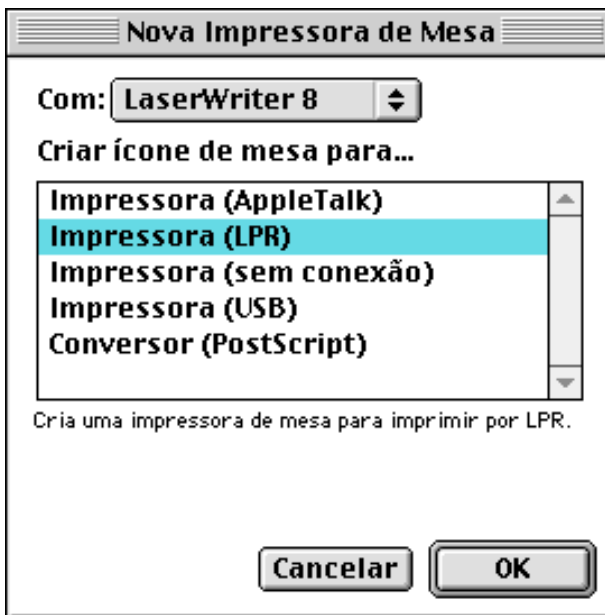 Nova Impressora de Mesa
Com: LaserWriter 8
Criar ícone de mesa para...
Impressora (AppleTalk)
Impressora (LPR)
Impressora (sem conexão)
Impressora (USB)
Conversor (PostScript)
Cria uma impressora de mesa para imprimir por LPR.
Cancelar OK